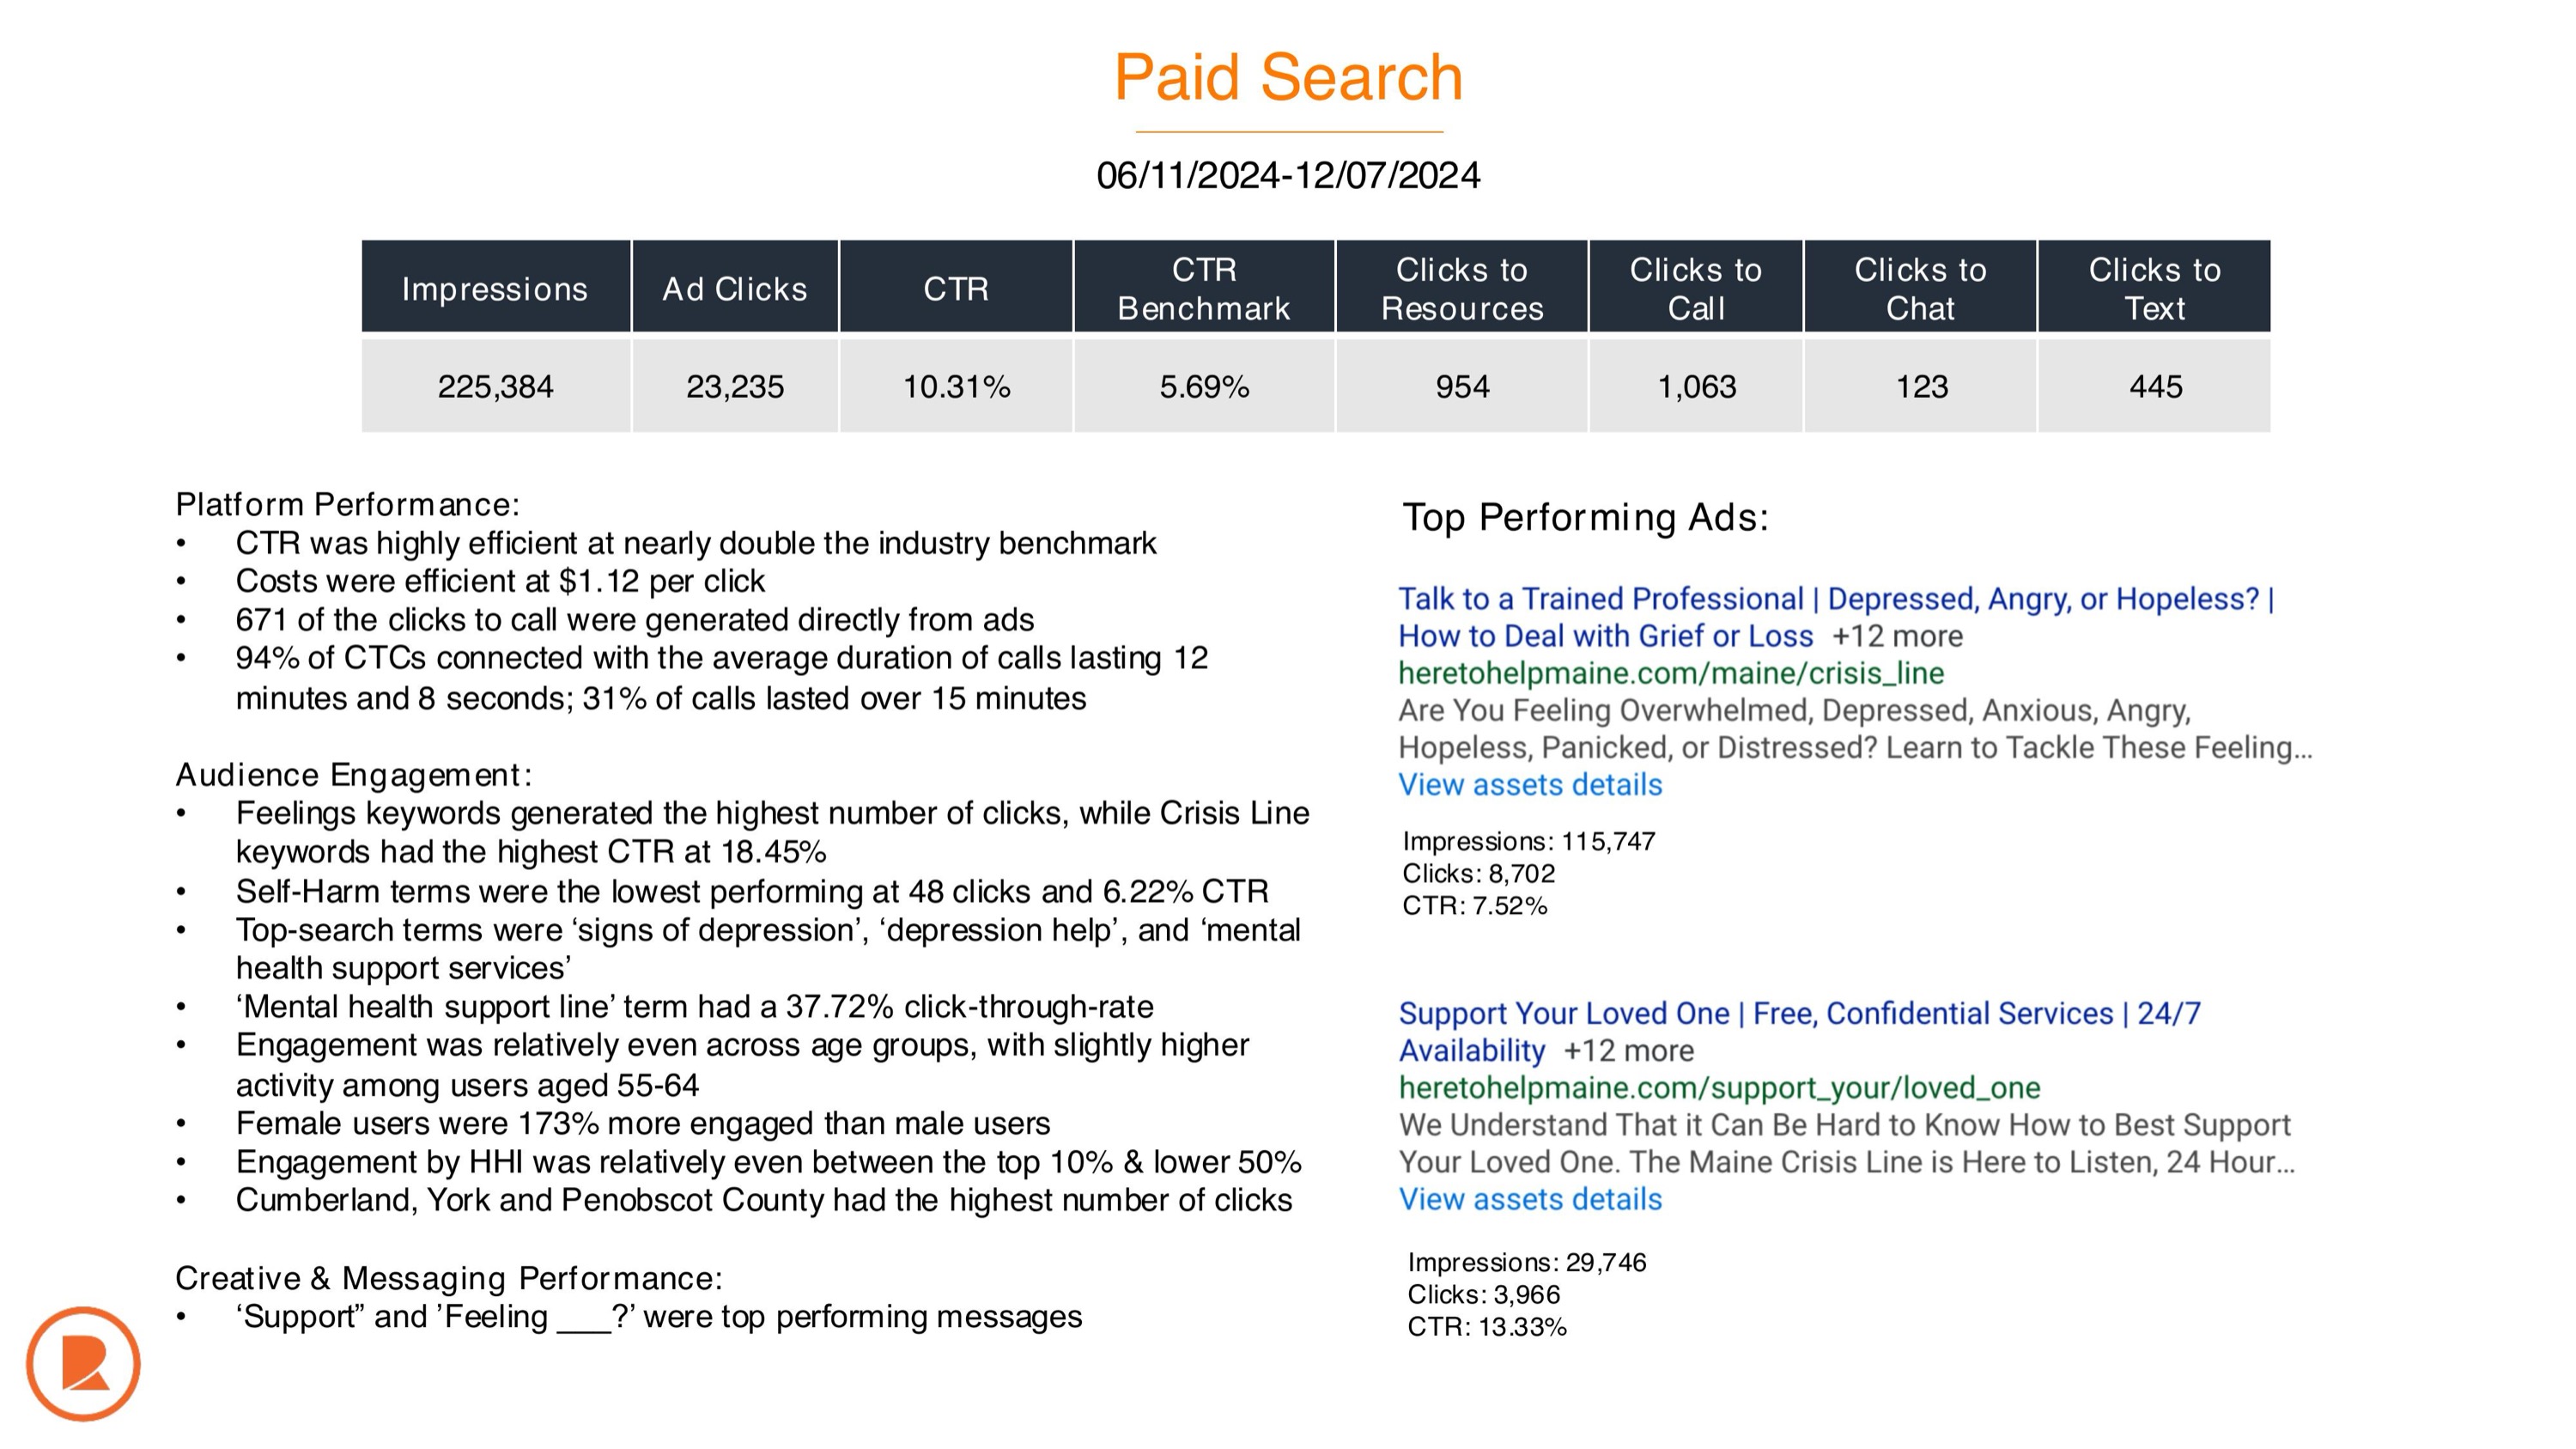 Paid Search
06/11/2024-12/07/2024
Impressions
Ad Clicks
CTR
CTR
Benchmark
Clicks to
Resources
Clicks to
Call
Clicks to
Chat
Clicks to
Text
225,384
23,235
10.31%
5.69%
954
1,063
123
445
Platform Performance:
• CTR was highly efficient at nearly double the industry benchmark
• Costs were efficient at $1.12 per click
• 671 of the clicks to call were generated directly from ads
• 94% of CTCs connected with the average duration of calls lasting 12
minutes and 8 seconds; 31% of calls lasted over 15 minutes
Audience Engagement:
• Feelings keywords generated the highest number of clicks, while Crisis Line
keywords had the highest CTR at 18.45%
• Self-Harm terms were the lowest performing at 48 clicks and 6.22% CTR
• Top-search terms were ‘signs of depression’, ‘depression help’, and ‘mental
health support services’
• ‘Mental health support line’ term had a 37.72% click-through-rate
• Engagement was relatively even across age groups, with slightly higher
activity among users aged 55-64
• Female users were 173% more engaged than male users
• Engagement by HHI was relatively even between the top 10% & lower 50%
• Cumberland, York and Penobscot County had the highest number of clicks
Creative & Messaging Performance:
• ‘Support” and ’Feeling ___?’ were top performing messages
Top Performing Ads:
Talk to a Trained Professional | Depressed, Angry, or Hopeless? |
How to Deal with Grief or Loss +12 more
heretohelpmaine.com/maine/crisis_line
Are You Feeling Overwhelmed, Depressed, Anxious, Angry,
Hopeless, Panicked, or Distressed? Learn to Tackle These Feeling...
View assets details
Impressions: 115,747
Clicks: 8,702
CTR: 7.52%
Support Your Loved One | Free, Confidential Services | 24/7
Availability +12 more
heretohelpmaine.com/support_your/loved_one
We Understand That it Can Be Hard to Know How to Best Support
Your Loved One. The Maine Crisis Line is Here to Listen, 24 Hour...
View assets details
Impressions: 29,746
Clicks: 3,966
CTR: 13.33%
R